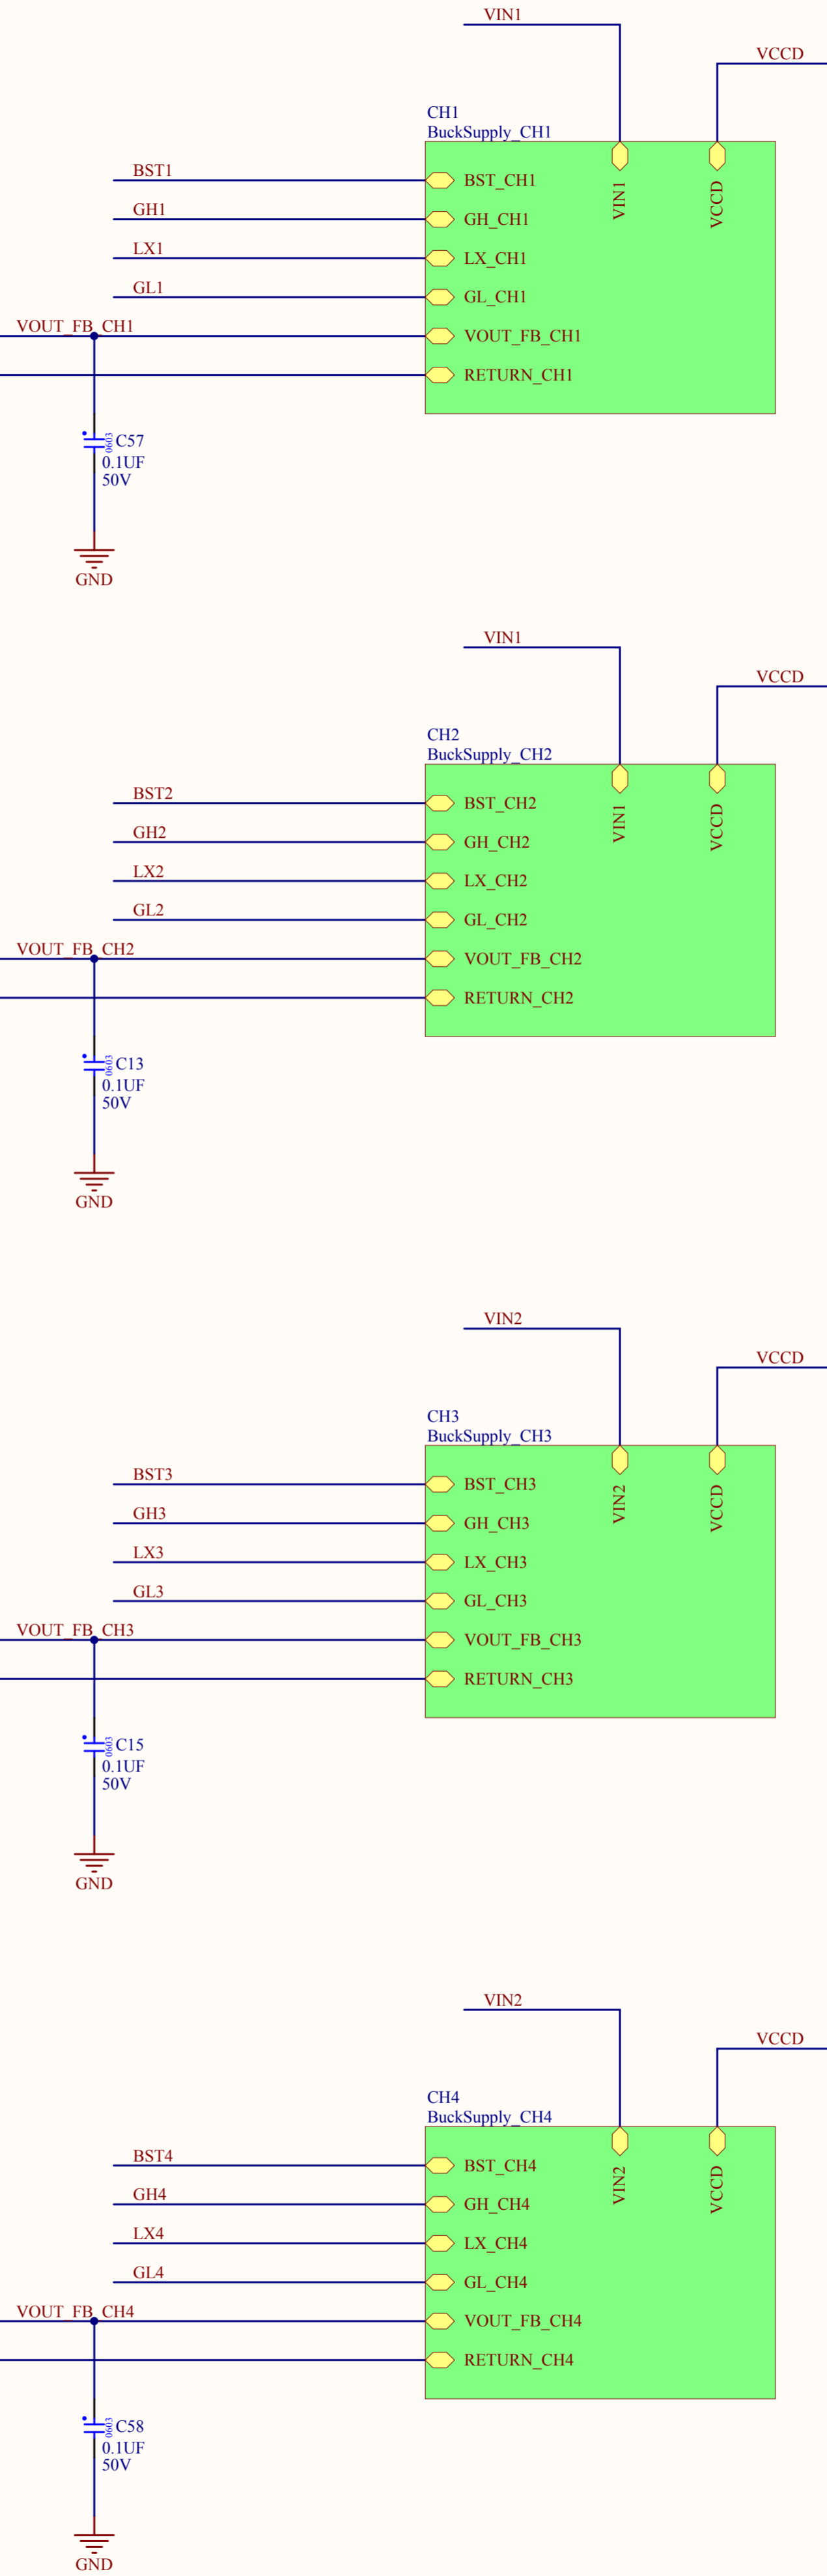 VIN1
VCCD
CH1
BuckSupply_CH1
BST1
BST_CH1
VIN1
VCCD
GH1
GH_CH1
LX1
LX_CH1
GL1
GL_CH1
VOUT_FB_CH1
VOUT_FB_CH1
RETURN_CH1
0603
C57
0.1UF
50V
GND
VIN1
VCCD
CH2
BuckSupply_CH2
BST2
BST_CH2
VIN1
VCCD
GH2
GH_CH2
LX2
LX_CH2
GL2
GL_CH2
VOUT_FB_CH2
VOUT_FB_CH2
RETURN_CH2
0603
C13
0.1UF
50V
GND
VIN2
VCCD
CH3
BuckSupply_CH3
BST3
BST_CH3
VIN2
VCCD
GH3
GH_CH3
LX3
LX_CH3
GL3
GL_CH3
VOUT_FB_CH3
VOUT_FB_CH3
RETURN_CH3
0603
C15
0.1UF
50V
GND
VIN2
VCCD
CH4
BuckSupply_CH4
BST4
BST_CH4
VIN2
VCCD
GH4
GH_CH4
LX4
LX_CH4
GL4
GL_CH4
VOUT_FB_CH4
VOUT_FB_CH4
RETURN_CH4
0603
C58
0.1UF
50V
GND